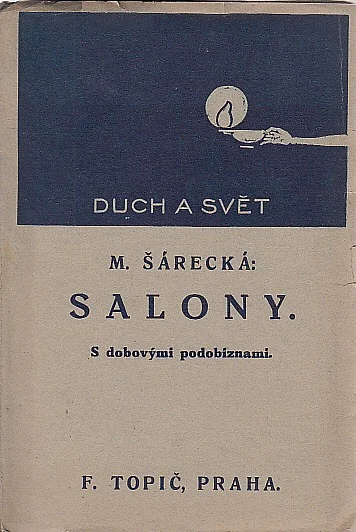 DUCH A SVĚT
M. ŠÁRECKÁ:
SALONY.
S dobovými podobiznami.
F. TOPIČ, PRAHA.